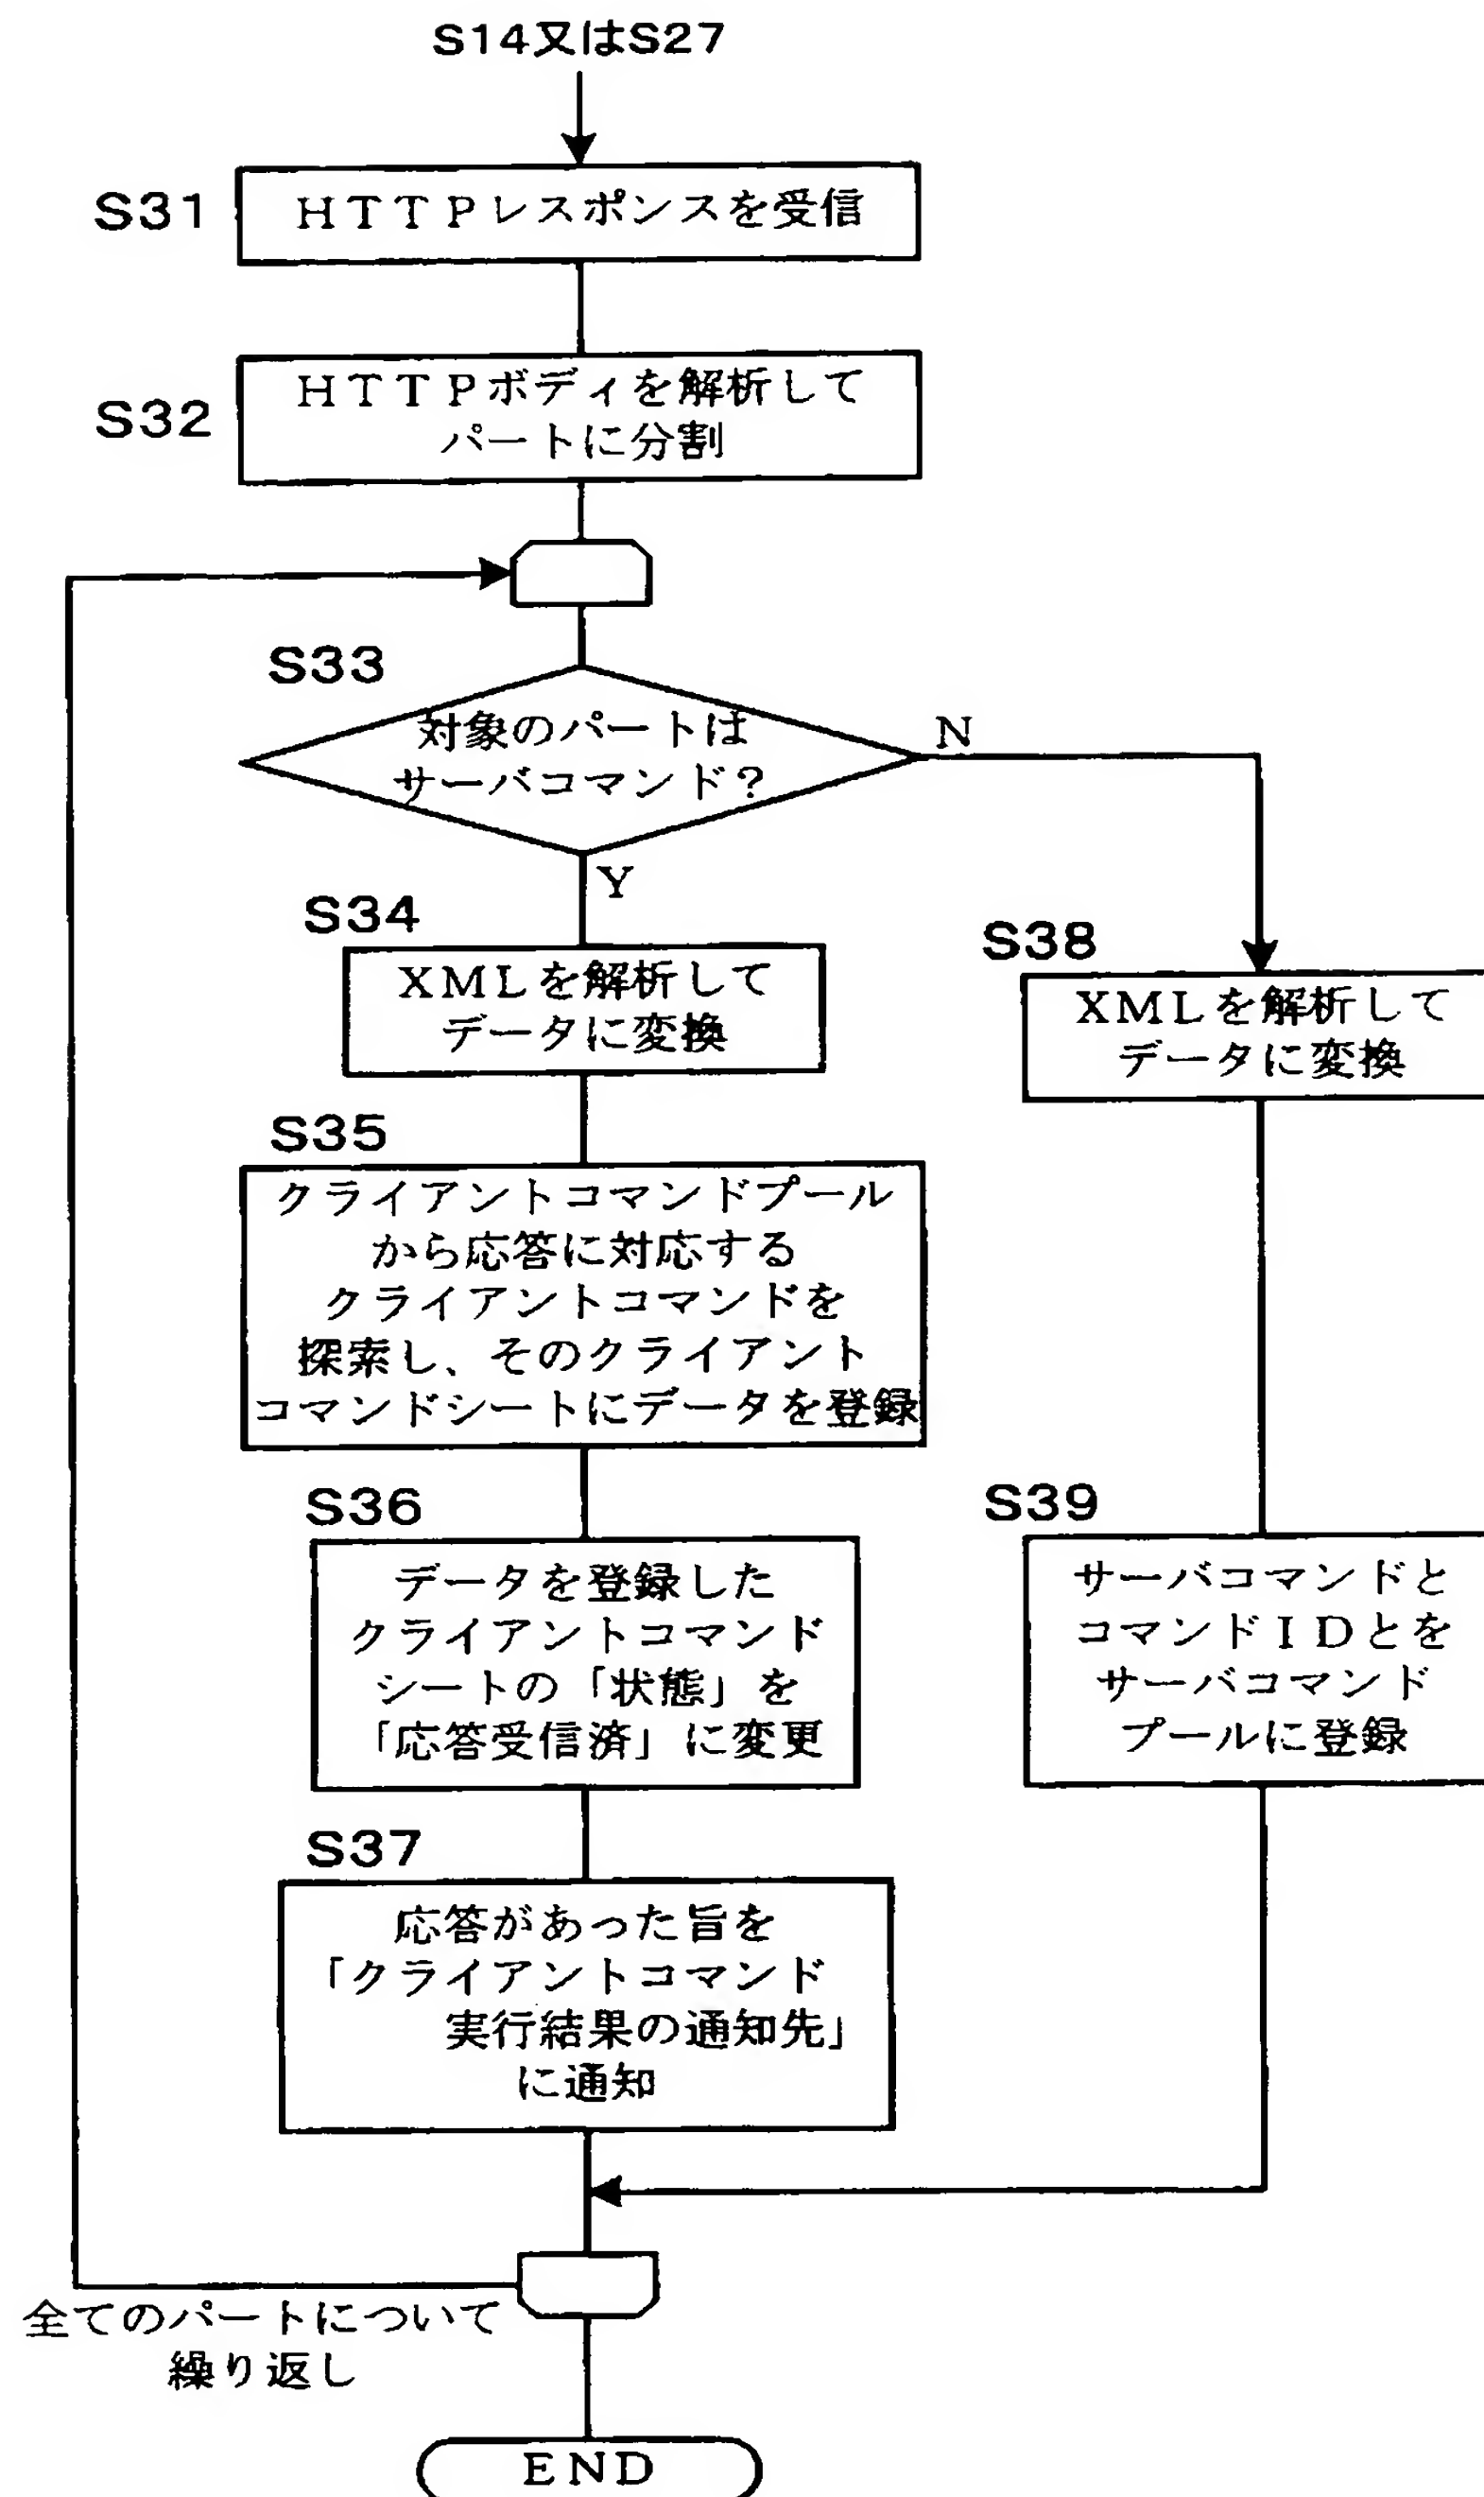 S14又はS27
S31
HTTPレスポンスを受信
S32
HTTPボディを解析して
パートに分割
S33
対象のパートは
サーバコマンド?
N
Y
S34
XMLを解析して
データに変換
S35
クライアントコマンドプール
から応答に対応する
クライアントコマンドを
探索し、そのクライアント
コマンドシートにデータを登録
S36
データを登録した
クライアントコマンド
シートの「状態」を
「応答受信済」に変更
S37
応答があった旨を
「クライアントコマンド
実行結果の通知先」
に通知
S38
XMLを解析して
データに変換
S39
サーバコマンドと
コマンドIDとを
サーバコマンド
プールに登録
全てのパートについて
繰り返し
END